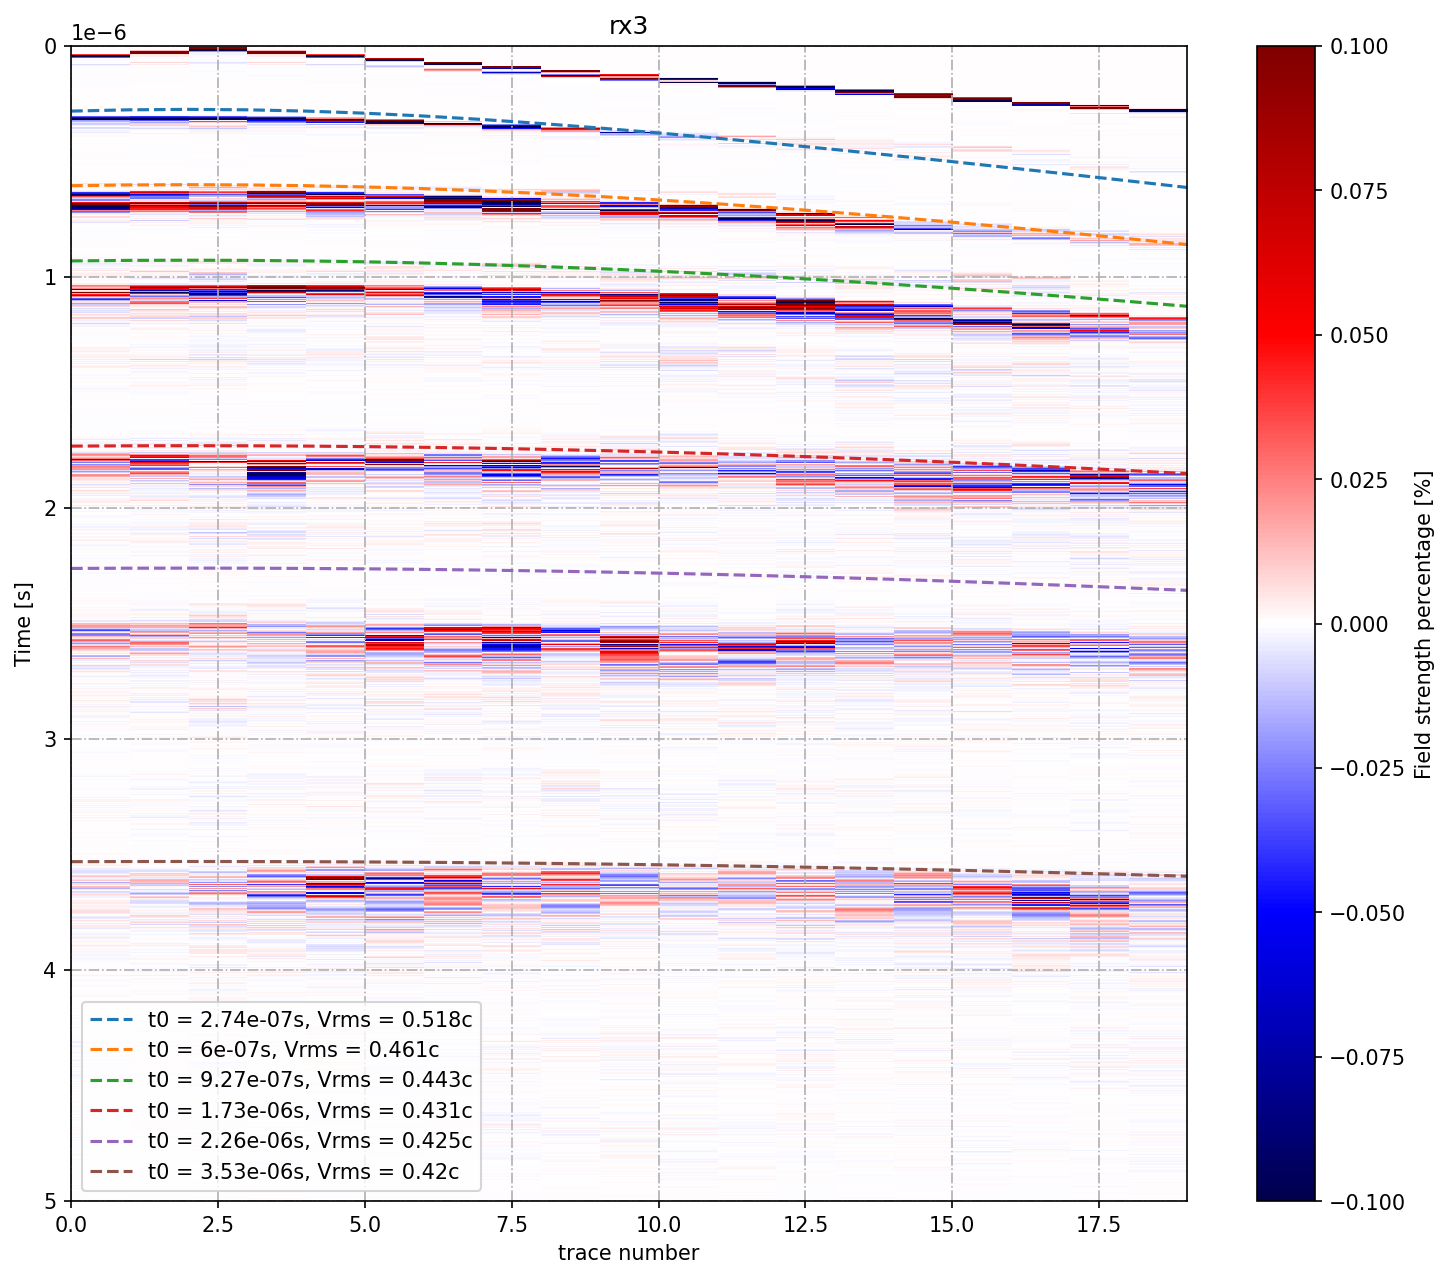 rx3
1e−6
0
1
2
3
4
5
Time [s]
0.0
2.5
5.0
7.5
10.0
12.5
15.0
17.5
trace number
t0 = 2.74e-07s, Vrms = 0.518c
t0 = 6e-07s, Vrms = 0.461c
t0 = 9.27e-07s, Vrms = 0.443c
t0 = 1.73e-06s, Vrms = 0.431c
t0 = 2.26e-06s, Vrms = 0.425c
t0 = 3.53e-06s, Vrms = 0.42c
0.100
0.075
0.050
0.025
0.000
−0.025
−0.050
−0.075
−0.100
Field strength percentage [%]